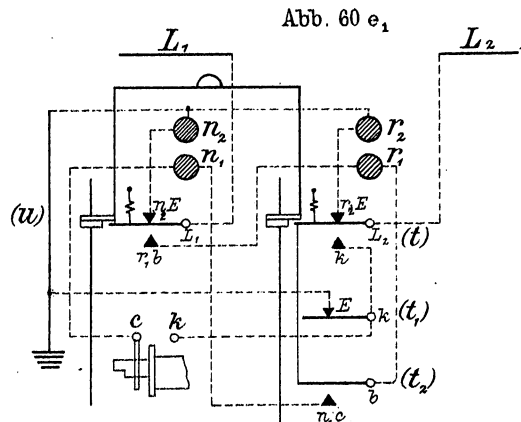 Abb. 60 e₁
L₁ L₂
n₂ r₂
n₁ r₁
n₂E r₂E
(u) L₁ L₂ (t)
r₁b k
E k (t₁)
c k
b (t₂)
n₁c